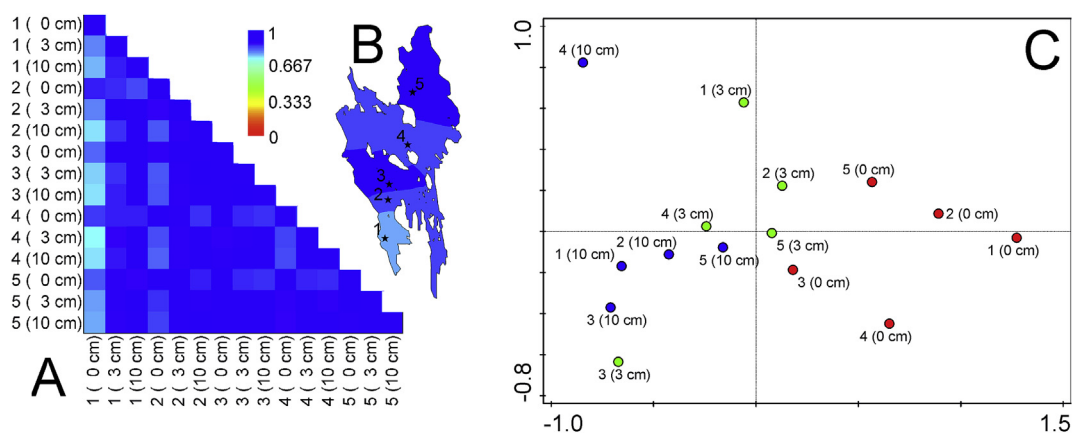 1 ( 0 cm)
1 ( 3 cm)
1 (10 cm)
2 ( 0 cm)
2 ( 3 cm)
2 (10 cm)
3 ( 0 cm)
3 ( 3 cm)
3 (10 cm)
4 ( 0 cm)
4 ( 3 cm)
4 (10 cm)
5 ( 0 cm)
5 ( 3 cm)
5 (10 cm)
1 ( 0 cm)
1 ( 3 cm)
1 (10 cm)
2 ( 0 cm)
2 ( 3 cm)
2 (10 cm)
3 ( 0 cm)
3 ( 3 cm)
3 (10 cm)
4 ( 0 cm)
4 ( 3 cm)
4 (10 cm)
5 ( 0 cm)
5 ( 3 cm)
5 (10 cm)
A
1
0.667
0.333
0
B
5
4
3
2
1
C
1.0
-0.8
-1.0
1.5
4 (10 cm)
1 (3 cm)
2 (3 cm)
5 (0 cm)
4 (3 cm)
2 (0 cm)
1 (10 cm)
2 (10 cm)
5 (10 cm)
5 (3 cm)
1 (0 cm)
3 (0 cm)
3 (10 cm)
4 (0 cm)
3 (3 cm)